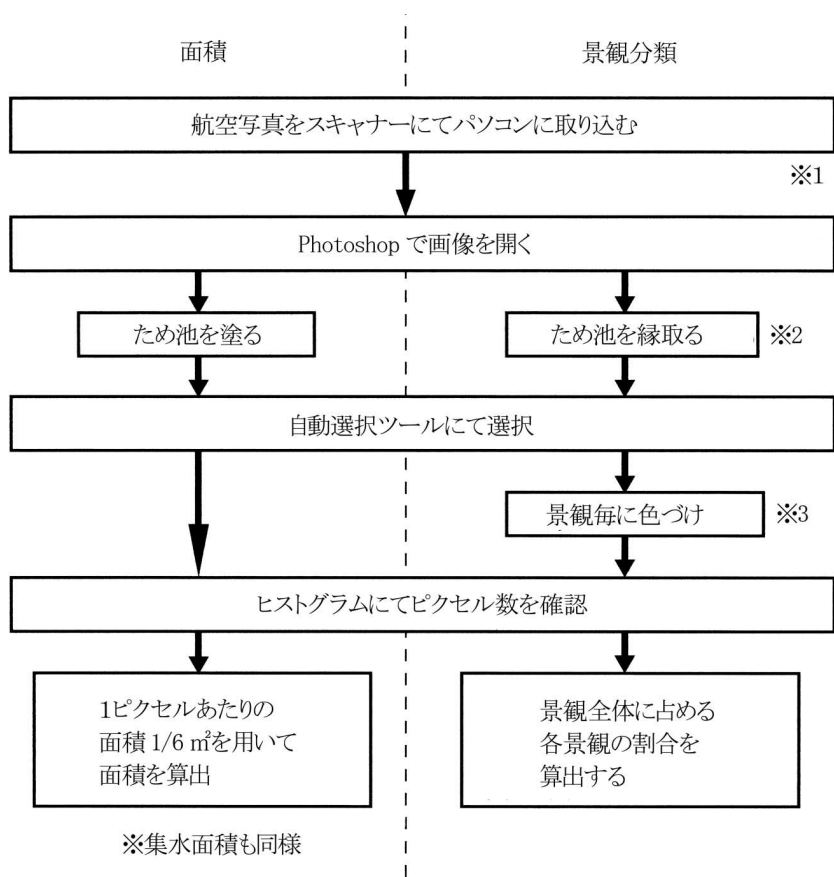 面積
景観分類
航空写真をスキャナーにてパソコンに取り込む
※1
Photoshop で画像を開く
ため池を塗る
ため池を縁取る
※2
自動選択ツールにて選択
景観毎に色づけ
※3
ヒストグラムにてピクセル数を確認
1ピクセルあたりの
面積 1/6 ㎡を用いて
面積を算出
景観全体に占める
各景観の割合を
算出する
※集水面積も同様